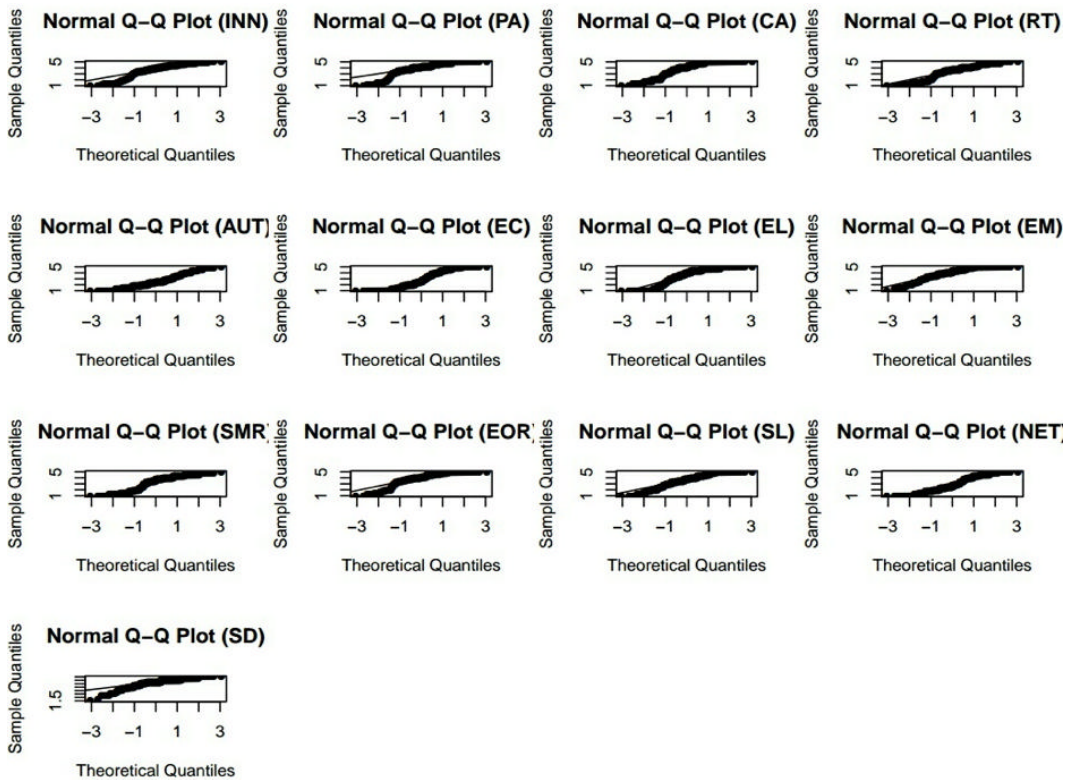 Normal Q−Q Plot (INN)
Sample Quantiles
5
1
−3 −1 1 3
Theoretical Quantiles
Normal Q−Q Plot (PA)
Sample Quantiles
5
1
−3 −1 1 3
Theoretical Quantiles
Normal Q−Q Plot (CA)
Sample Quantiles
5
1
−3 −1 1 3
Theoretical Quantiles
Normal Q−Q Plot (RT)
Sample Quantiles
5
1
−3 −1 1 3
Theoretical Quantiles
Normal Q−Q Plot (AUT)
Sample Quantiles
5
1
−3 −1 1 3
Theoretical Quantiles
Normal Q−Q Plot (EC)
Sample Quantiles
5
1
−3 −1 1 3
Theoretical Quantiles
Normal Q−Q Plot (EL)
Sample Quantiles
5
1
−3 −1 1 3
Theoretical Quantiles
Normal Q−Q Plot (EM)
Sample Quantiles
5
1
−3 −1 1 3
Theoretical Quantiles
Normal Q−Q Plot (SMR)
Sample Quantiles
5
1
−3 −1 1 3
Theoretical Quantiles
Normal Q−Q Plot (EOR)
Sample Quantiles
5
1
−3 −1 1 3
Theoretical Quantiles
Normal Q−Q Plot (SL)
Sample Quantiles
5
1
−3 −1 1 3
Theoretical Quantiles
Normal Q−Q Plot (NET)
Sample Quantiles
5
1
−3 −1 1 3
Theoretical Quantiles
Normal Q−Q Plot (SD)
Sample Quantiles
1.5
−3 −1 1 3
Theoretical Quantiles